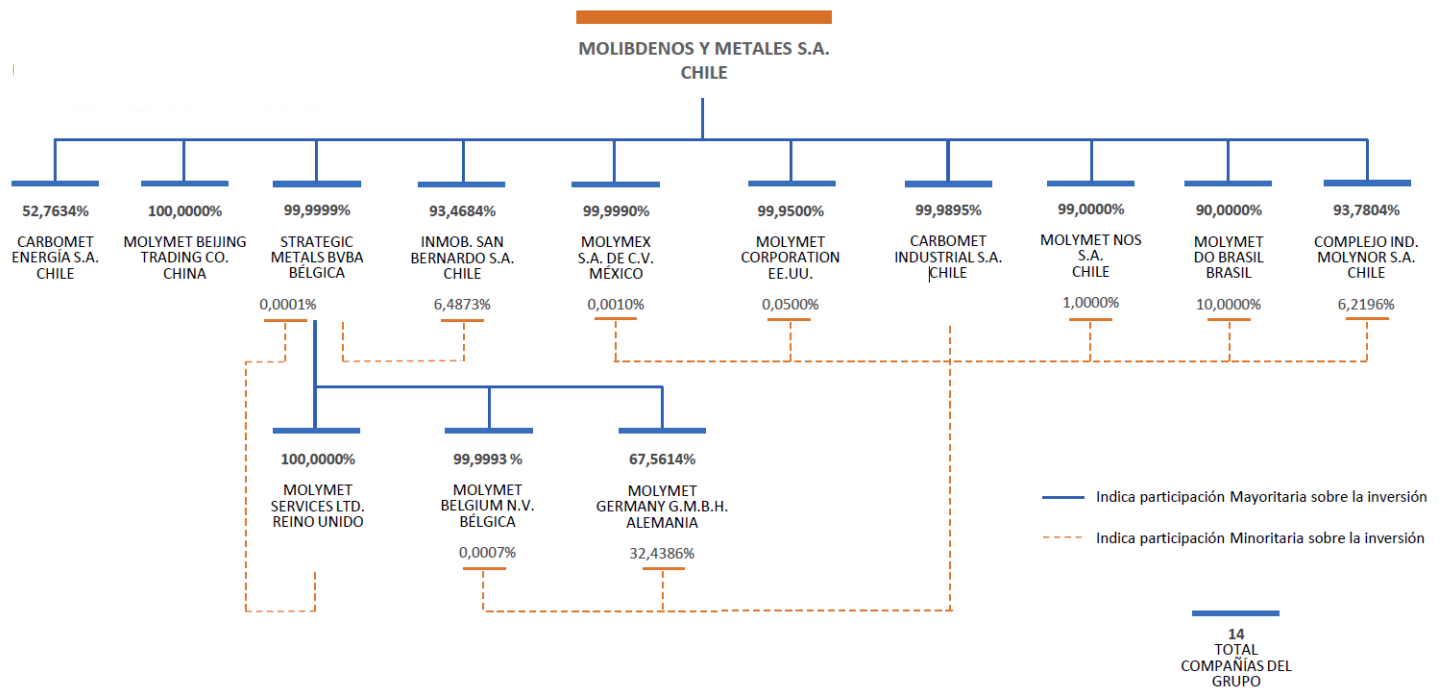 MOLIBDENOS Y METALES S.A.
CHILE
52,7634%
CARBOMET
ENERGÍA S.A.
CHILE
100,0000%
MOLYMET BEIJING
TRADING CO.
CHINA
99,9999%
STRATEGIC
METALS BVBA
BÉLGICA
0,0001%
93,4684%
INMOB. SAN
BERNARDO S.A.
CHILE
6,4873%
99,9990%
MOLYMEX
S.A. DE C.V.
MÉXICO
0,0010%
99,9500%
MOLYMET
CORPORATION
EE.UU.
0,0500%
99,9895%
CARBOMET
INDUSTRIAL S.A.
CHILE
99,0000%
MOLYMET NOS
S.A.
CHILE
1,0000%
90,0000%
MOLYMET
DO BRASIL
BRASIL
10,0000%
93,7804%
COMPLEJO IND.
MOLYNOR S.A.
CHILE
6,2196%
100,0000%
MOLYMET
SERVICES LTD.
REINO UNIDO
99,9993 %
MOLYMET
BELGIUM N.V.
BÉLGICA
0,0007%
67,5614%
MOLYMET
GERMANY G.M.B.H.
ALEMANIA
32,4386%
Indica participación Mayoritaria sobre la inversión
Indica participación Minoritaria sobre la inversión
14
TOTAL
COMPAÑÍAS DEL
GRUPO